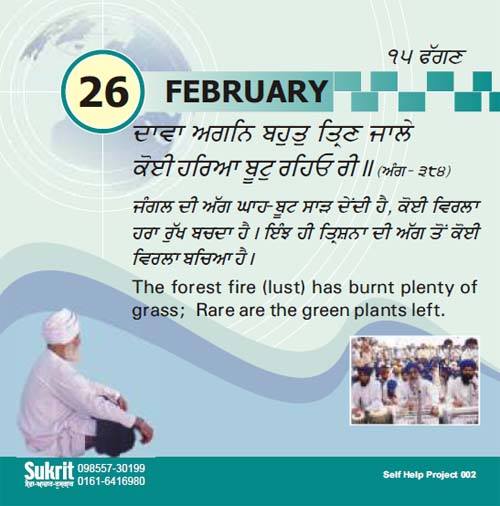 ੧੫ ਫੱਗਣ
26 FEBRUARY
ਦਾਵਾ ਅਗਨਿ ਬਹੁਤੁ ਤ੍ਰਿਣ ਜਾਲੇ
ਕੋਈ ਹਰਿਆ ਬੂਟੁ ਰਹਿਓ ਰੀ॥ (ਅੰਗ - ੩੮੪)
ਜੰਗਲ ਦੀ ਅੱਗ ਘਾਹ-ਬੂਟ ਸਾੜ ਦੇਂਦੀ ਹੈ, ਕੋਈ ਵਿਰਲਾ
ਹਰਾ ਰੁੱਖ ਬਚਦਾ ਹੈ। ਇੰਝ ਹੀ ਤ੍ਰਿਸ਼ਨਾ ਦੀ ਅੱਗ ਤੋਂ ਕੋਈ
ਵਿਰਲਾ ਬਚਿਆ ਹੈ।
The forest fire (lust) has burnt plenty of
grass; Rare are the green plants left.
Sukrit 098557-30199
0161-6416980
Self Help Project 002